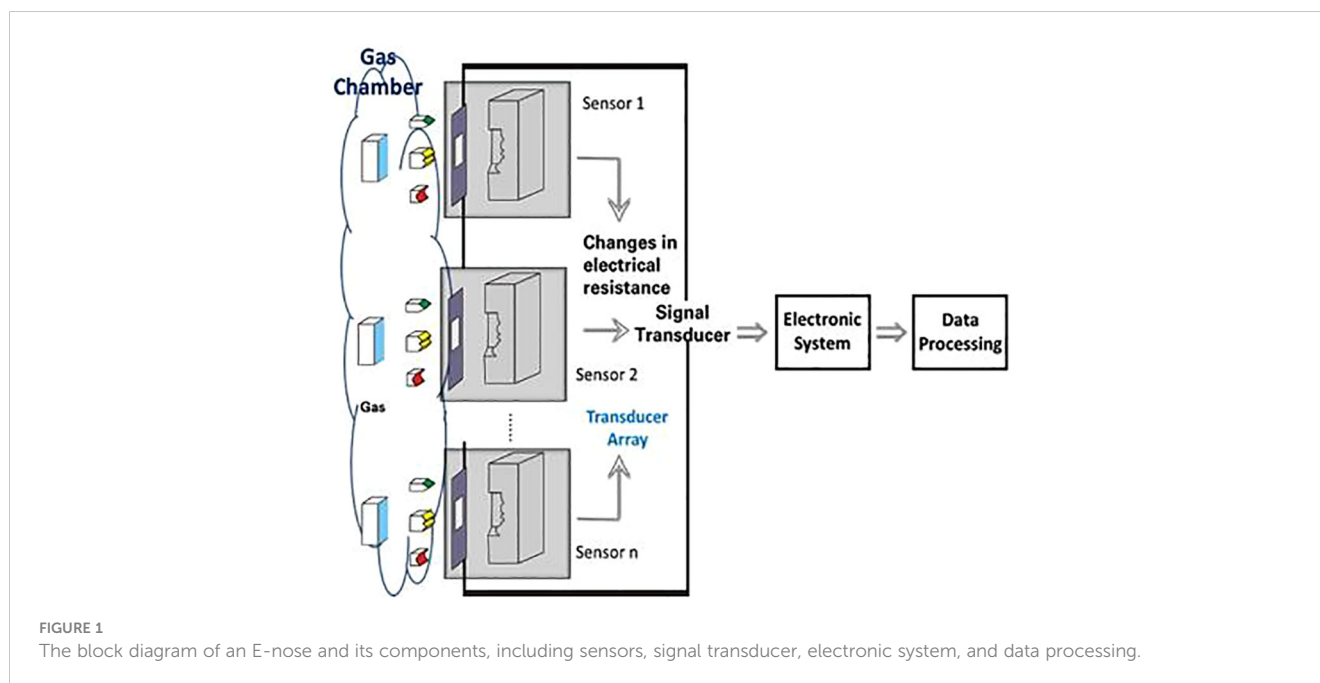 Gas
Chamber
Sensor 1
Changes in
electrical
resistance
Signal
Transducer
Electronic
System
Data
Processing
Sensor 2
Gas
Transducer
Array
Sensor n
FIGURE 1
The block diagram of an E-nose and its components, including sensors, signal transducer, electronic system, and data processing.